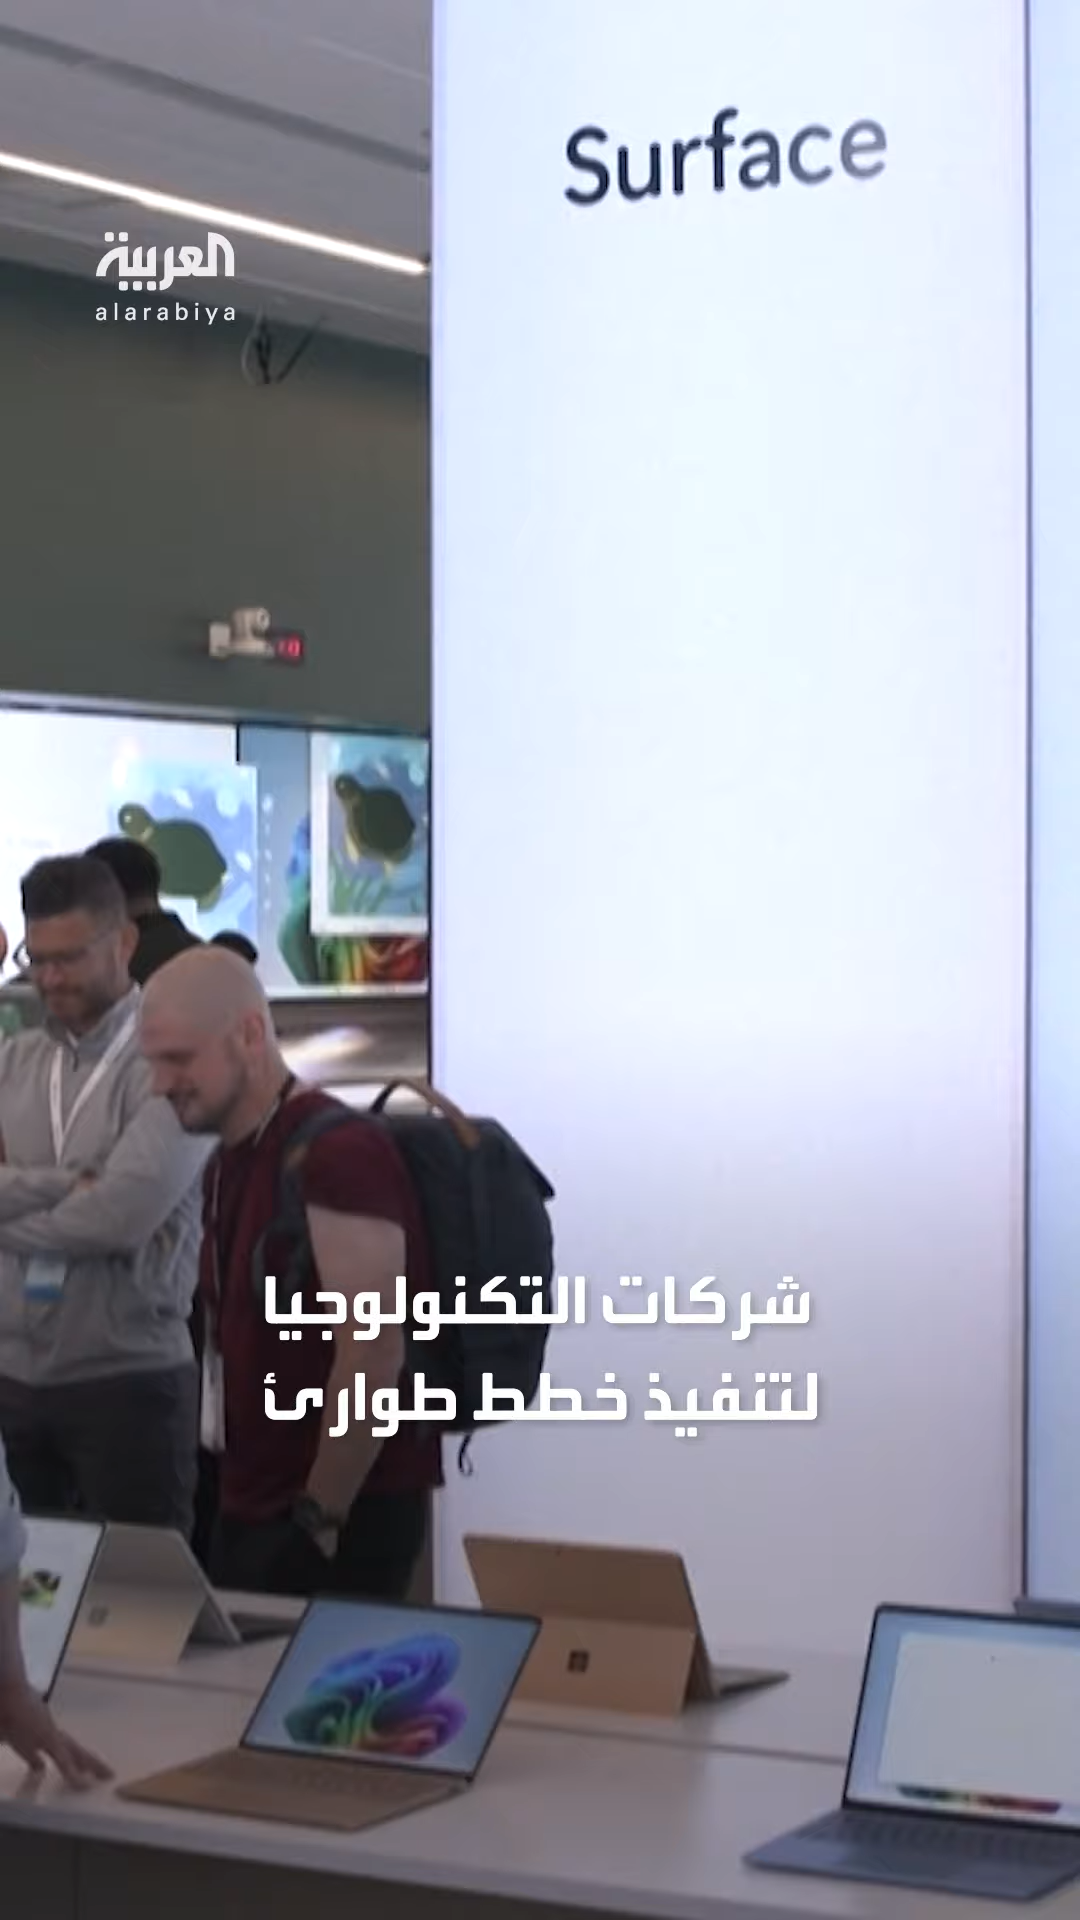 Surface
العربية
alarabiya
شركات التكنولوجيا
لتنفيذ خطط طوارئ